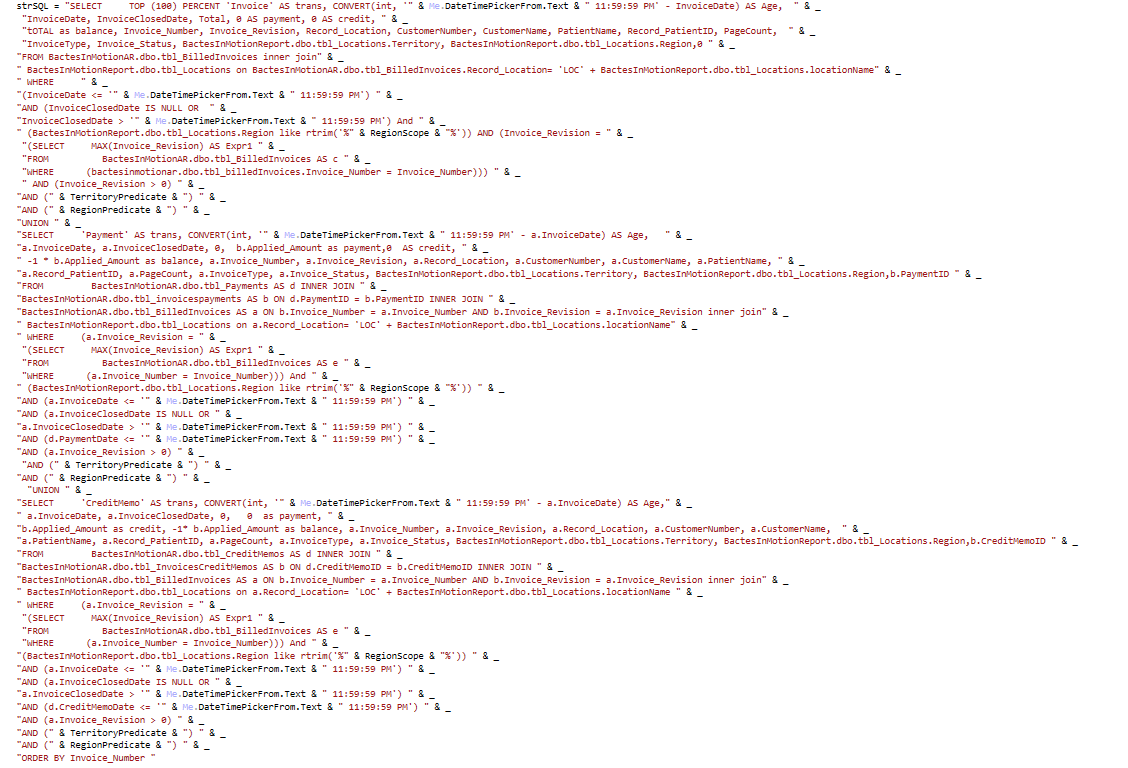 strSQL = "SELECT     TOP (100) PERCENT 'Invoice' AS trans, CONVERT(int, '" & Me.DateTimePickerFrom.Text & " 11:59:59 PM' - InvoiceDate) AS Age,  " & _
"InvoiceDate, InvoiceClosedDate, Total, 0 AS payment, 0 AS credit, " & _
"tOTAL as balance, Invoice_Number, Invoice_Revision, Record_Location, CustomerNumber, CustomerName, PatientName, Record_PatientID, PageCount,  " & _
"InvoiceType, Invoice_Status, BactesInMotionReport.dbo.tbl_Locations.Territory, BactesInMotionReport.dbo.tbl_Locations.Region,0 " & _
"FROM BactesInMotionAR.dbo.tbl_BilledInvoices inner join" & _
" BactesInMotionReport.dbo.tbl_Locations on BactesInMotionAR.dbo.tbl_BilledInvoices.Record_Location= 'LOC' + BactesInMotionReport.dbo.tbl_Locations.locationName" & _
" WHERE     " & _
"(InvoiceDate <= '" & Me.DateTimePickerFrom.Text & " 11:59:59 PM') " & _
"AND (InvoiceClosedDate IS NULL OR  " & _
"InvoiceClosedDate > '" & Me.DateTimePickerFrom.Text & " 11:59:59 PM') And " & _
" (BactesInMotionReport.dbo.tbl_Locations.Region like rtrim('%" & RegionScope & "%')) AND (Invoice_Revision = " & _
"(SELECT     MAX(Invoice_Revision) AS Expr1 " & _
"FROM          BactesInMotionAR.dbo.tbl_BilledInvoices AS c " & _
"WHERE      (bactesinmotionar.dbo.tbl_billedInvoices.Invoice_Number = Invoice_Number))) " & _
" AND (Invoice_Revision > 0) " & _
"AND (" & TerritoryPredicate & ") " & _
"AND (" & RegionPredicate & ") " & _
"UNION " & _
"SELECT     'Payment' AS trans, CONVERT(int, '" & Me.DateTimePickerFrom.Text & " 11:59:59 PM' - a.InvoiceDate) AS Age,   " & _
"a.InvoiceDate, a.InvoiceClosedDate, 0,  b.Applied_Amount as payment,0  AS credit, " & _
" -1 * b.Applied_Amount as balance, a.Invoice_Number, a.Invoice_Revision, a.Record_Location, a.CustomerNumber, a.CustomerName, a.PatientName, " & _
"a.Record_PatientID, a.PageCount, a.InvoiceType, a.Invoice_Status, BactesInMotionReport.dbo.tbl_Locations.Territory, BactesInMotionReport.dbo.tbl_Locations.Region,b.PaymentID " & _
"FROM         BactesInMotionAR.dbo.tbl_Payments AS d INNER JOIN " & _
"BactesInMotionAR.dbo.tbl_invoicespayments AS b ON d.PaymentID = b.PaymentID INNER JOIN " & _
"BactesInMotionAR.dbo.tbl_BilledInvoices AS a ON b.Invoice_Number = a.Invoice_Number AND b.Invoice_Revision = a.Invoice_Revision inner join" & _
" BactesInMotionReport.dbo.tbl_Locations on a.Record_Location= 'LOC' + BactesInMotionReport.dbo.tbl_Locations.locationName" & _
" WHERE     (a.Invoice_Revision = " & _
"(SELECT     MAX(Invoice_Revision) AS Expr1 " & _
"FROM          BactesInMotionAR.dbo.tbl_BilledInvoices AS e " & _
"WHERE      (a.Invoice_Number = Invoice_Number))) And " & _
" (BactesInMotionReport.dbo.tbl_Locations.Region like rtrim('%" & RegionScope & "%')) " & _
"AND (a.InvoiceDate <= '" & Me.DateTimePickerFrom.Text & " 11:59:59 PM') " & _
"AND (a.InvoiceClosedDate IS NULL OR " & _
"a.InvoiceClosedDate > '" & Me.DateTimePickerFrom.Text & " 11:59:59 PM') " & _
"AND (d.PaymentDate <= '" & Me.DateTimePickerFrom.Text & " 11:59:59 PM') " & _
"AND (a.Invoice_Revision > 0) " & _
"AND (" & TerritoryPredicate & ") " & _
"AND (" & RegionPredicate & ") " & _
"UNION " & _
"SELECT     'CreditMemo' AS trans, CONVERT(int, '" & Me.DateTimePickerFrom.Text & " 11:59:59 PM' - a.InvoiceDate) AS Age," & _
" a.InvoiceDate, a.InvoiceClosedDate, 0,   0  as payment, " & _
"b.Applied_Amount as credit, -1* b.Applied_Amount as balance, a.Invoice_Number, a.Invoice_Revision, a.Record_Location, a.CustomerNumber, a.CustomerName,  " & _
"a.PatientName, a.Record_PatientID, a.PageCount, a.InvoiceType, a.Invoice_Status, BactesInMotionReport.dbo.tbl_Locations.Territory, BactesInMotionReport.dbo.tbl_Locations.Region,b.CreditMemoID " & _
"FROM         BactesInMotionAR.dbo.tbl_CreditMemos AS d INNER JOIN " & _
"BactesInMotionAR.dbo.tbl_InvoicesCreditMemos AS b ON d.CreditMemoID = b.CreditMemoID INNER JOIN " & _
"BactesInMotionAR.dbo.tbl_BilledInvoices AS a ON b.Invoice_Number = a.Invoice_Number AND b.Invoice_Revision = a.Invoice_Revision inner join" & _
" BactesInMotionReport.dbo.tbl_Locations on a.Record_Location= 'LOC' + BactesInMotionReport.dbo.tbl_Locations.locationName " & _
" WHERE     (a.Invoice_Revision = " & _
"(SELECT     MAX(Invoice_Revision) AS Expr1 " & _
"FROM          BactesInMotionAR.dbo.tbl_BilledInvoices AS e " & _
"WHERE      (a.Invoice_Number = Invoice_Number))) And " & _
"(BactesInMotionReport.dbo.tbl_Locations.Region like rtrim('%" & RegionScope & "%')) " & _
"AND (a.InvoiceDate <= '" & Me.DateTimePickerFrom.Text & " 11:59:59 PM') " & _
"AND (a.InvoiceClosedDate IS NULL OR " & _
"a.InvoiceClosedDate > '" & Me.DateTimePickerFrom.Text & " 11:59:59 PM') " & _
"AND (d.CreditMemoDate <= '" & Me.DateTimePickerFrom.Text & " 11:59:59 PM') " & _
"AND (a.Invoice_Revision > 0) " & _
"AND (" & TerritoryPredicate & ") " & _
"AND (" & RegionPredicate & ") " & _
"ORDER BY Invoice_Number "